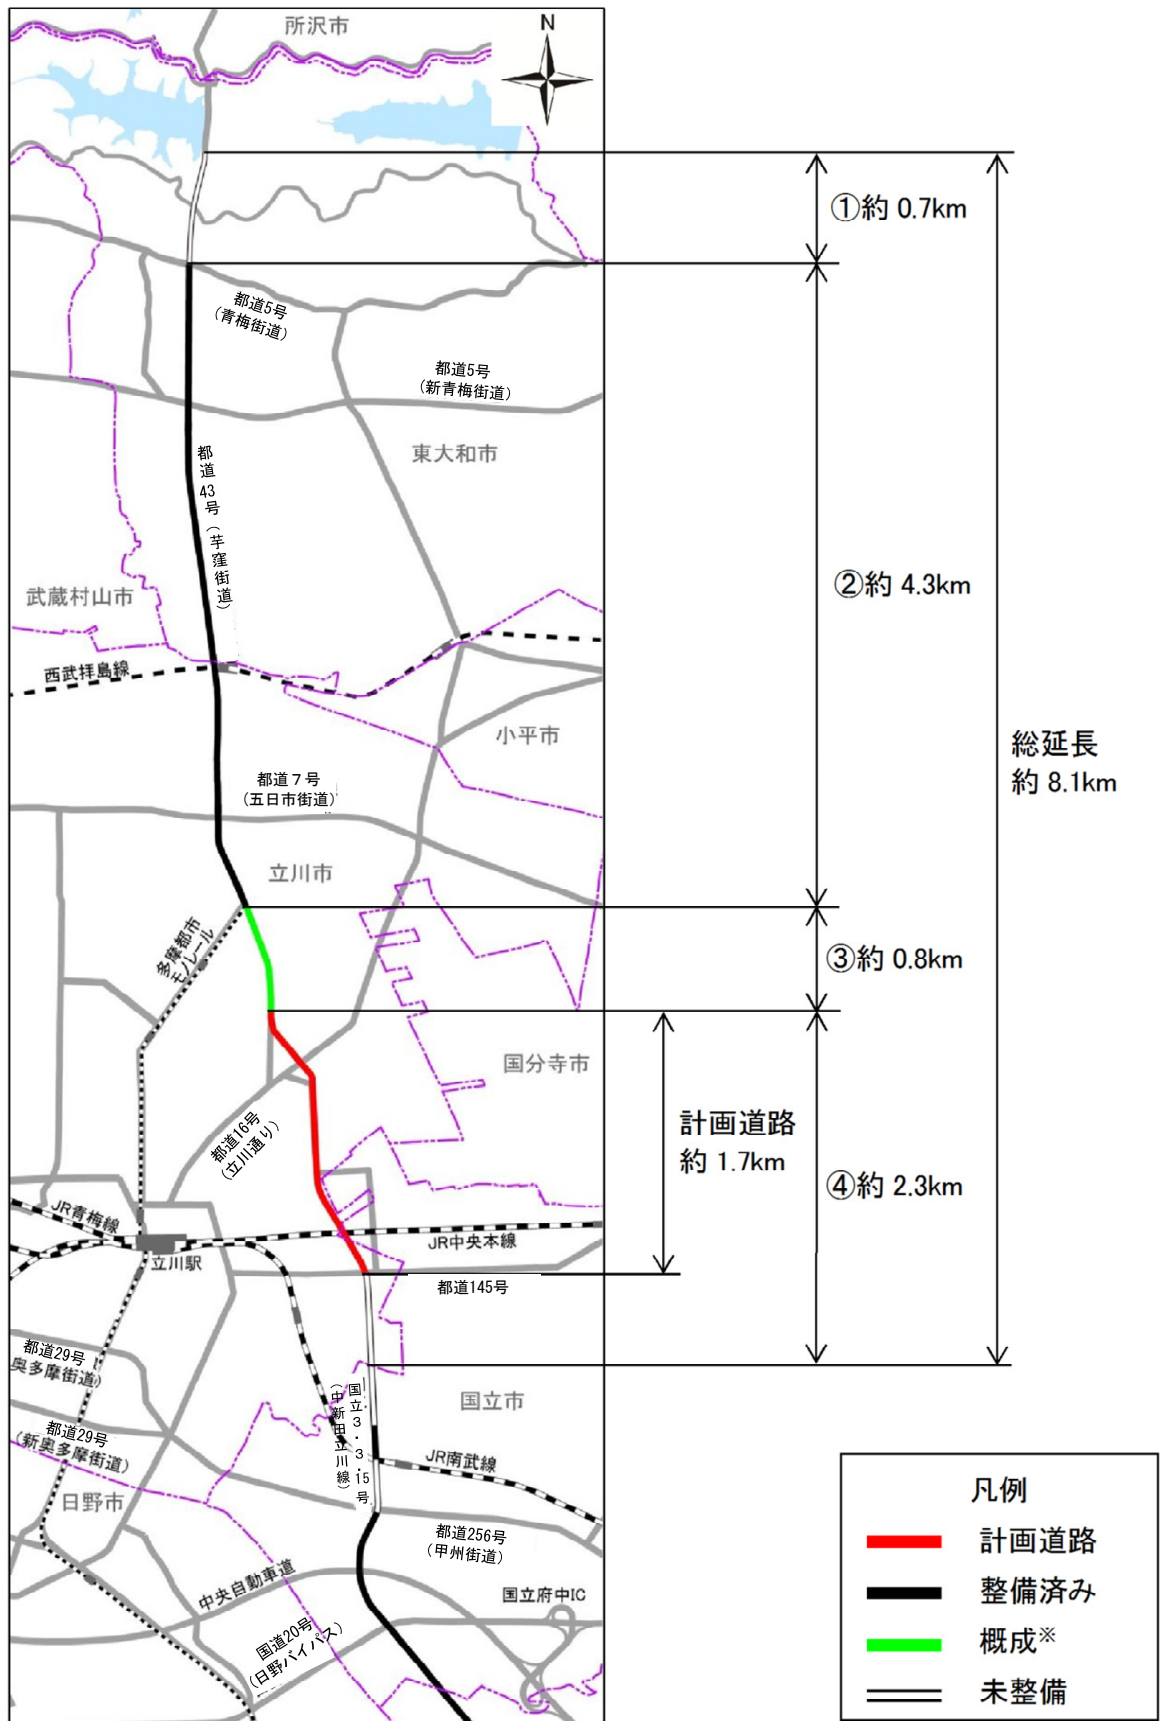 所沢市
N
①約 0.7km
都道5号
（青梅街道）
都道5号
（新青梅街道）
東大和市
都道43号（芋窪街道）
②約 4.3km
武蔵村山市
西武拝島線
小平市
総延長
約 8.1km
都道７号
（五日市街道）
立川市
多摩都市
モノレール
③約 0.8km
国分寺市
計画道路
約 1.7km
都道16号
（立川通り）
④約 2.3km
JR青梅線
JR中央本線
立川駅
都道145号
都道29号
奥多摩街道）
国立３・３・15号
（中新田立川線）
国立市
都道29号
（新奥多摩街道）
JR南武線
日野市
都道256号
（甲州街道）
中央自動車道
国立府中IC
国道20号
（日野バイパス）
凡例
計画道路
整備済み
概成※
未整備